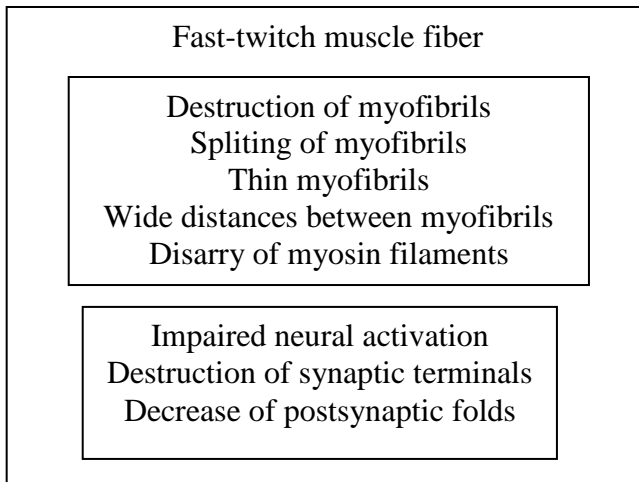 Fast-twitch muscle fiber
Destruction of myofibrils
Spliting of myofibrils
Thin myofibrils
Wide distances between myofibrils
Disarry of myosin filaments
Impaired neural activation
Destruction of synaptic terminals
Decrease of postsynaptic folds